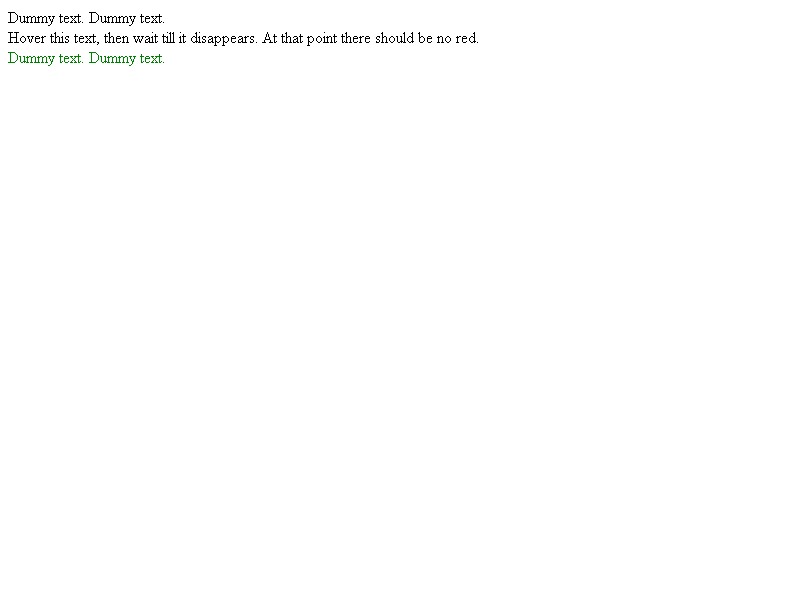 Dummy text. Dummy text.
Hover this text, then wait till it disappears. At that point there should be no red.
Dummy text. Dummy text.